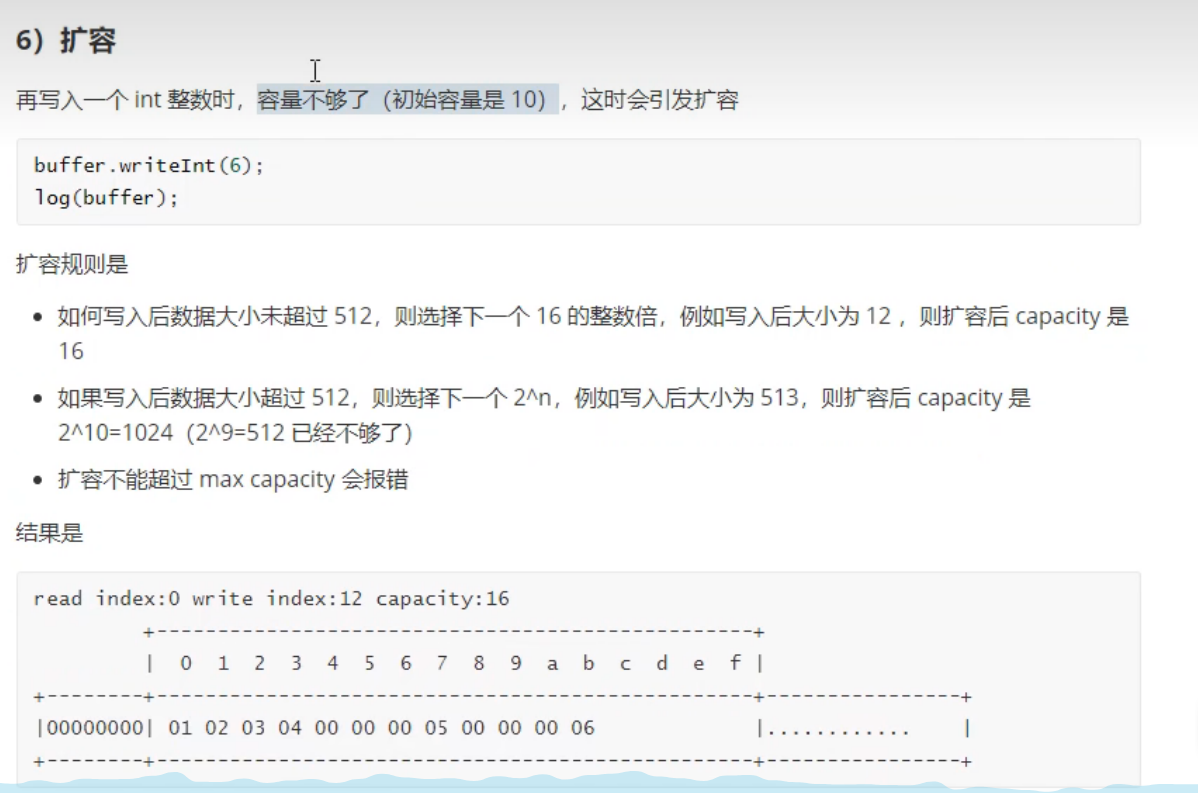 6）扩容
再写入一个 int 整数时，容量不够了（初始容量是 10），这时会引发扩容
buffer.writeInt(6);
log(buffer);
扩容规则是
• 如何写入后数据大小未超过 512，则选择下一个 16 的整数倍，例如写入后大小为 12 ，则扩容后 capacity 是
16
• 如果写入后数据大小超过 512，则选择下一个 2^n，例如写入后大小为 513，则扩容后 capacity 是
2^10=1024（2^9=512 已经不够了）
• 扩容不能超过 max capacity 会报错
结果是
read index:0 write index:12 capacity:16
         +-------------------------------------------------+
         |  0  1  2  3  4  5  6  7  8  9  a  b  c  d  e  f |
+--------+-------------------------------------------------+----------------+
|00000000| 01 02 03 04 00 00 00 05 00 00 00 06             |............    |
+--------+-------------------------------------------------+----------------+